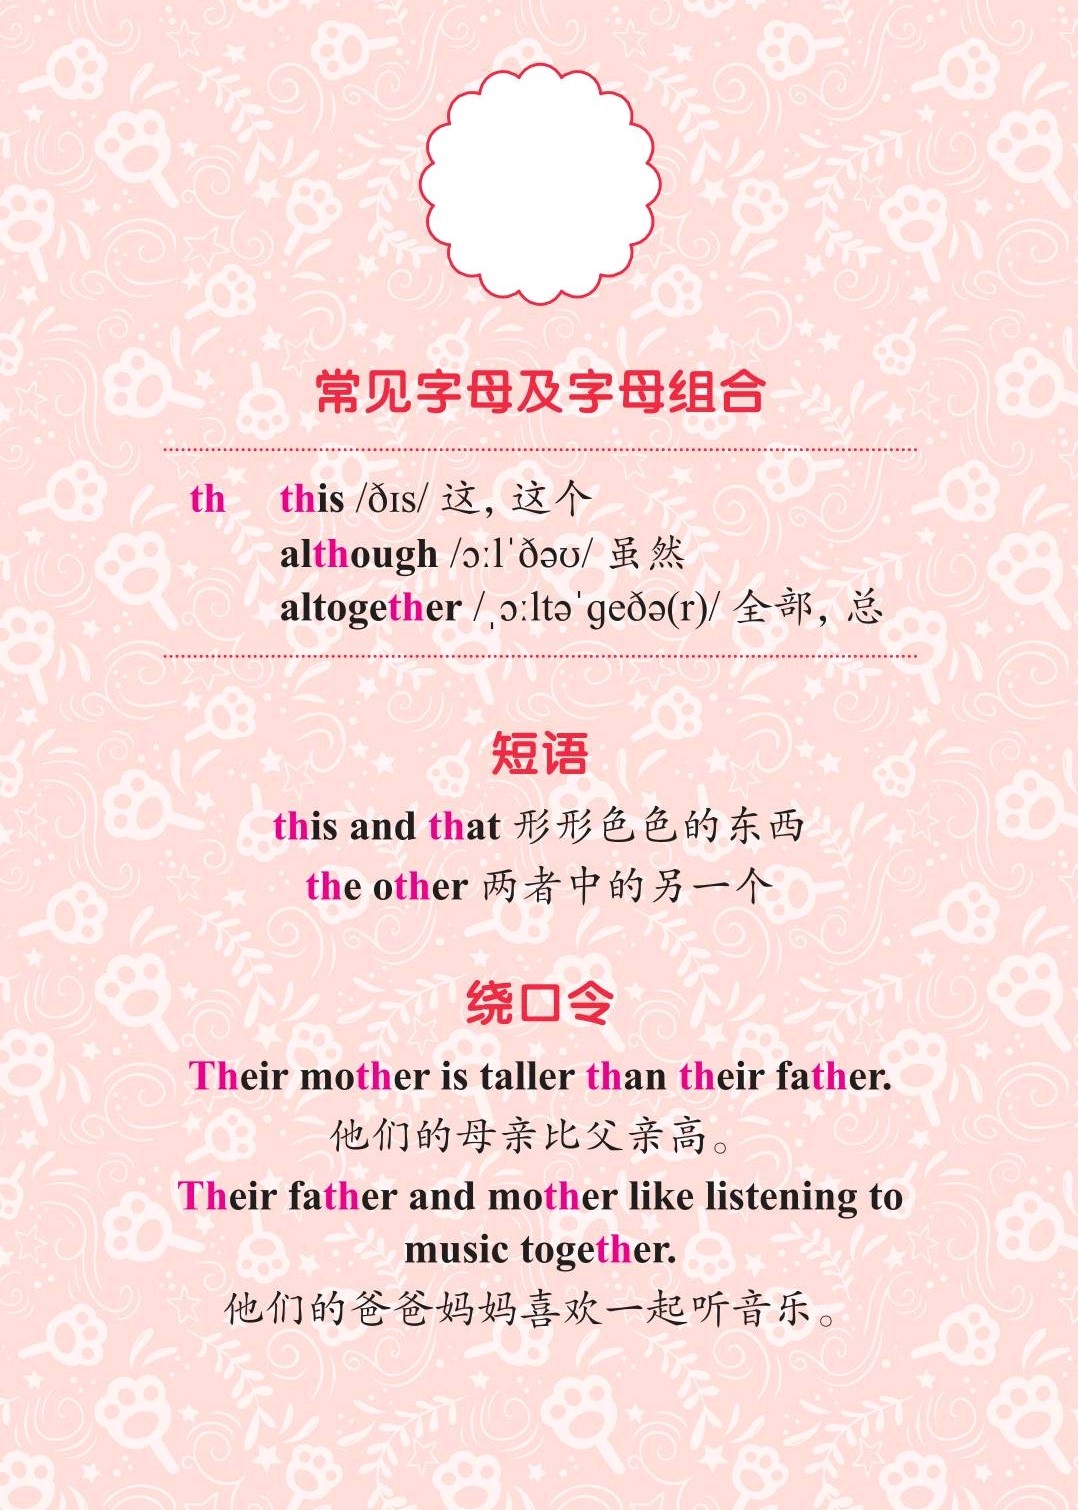 常见字母及字母组合
th this /ðɪs/ 这, 这个
although /ɔːlˈðəʊ/ 虽然
altogether /ˌɔːltəˈɡeðə(r)/ 全部, 总
短语
this and that 形形色色的东西
the other 两者中的另一个
绕口令
Their mother is taller than their father.
他们的母亲比父亲高。
Their father and mother like listening to
music together.
他们的爸爸妈妈喜欢一起听音乐。